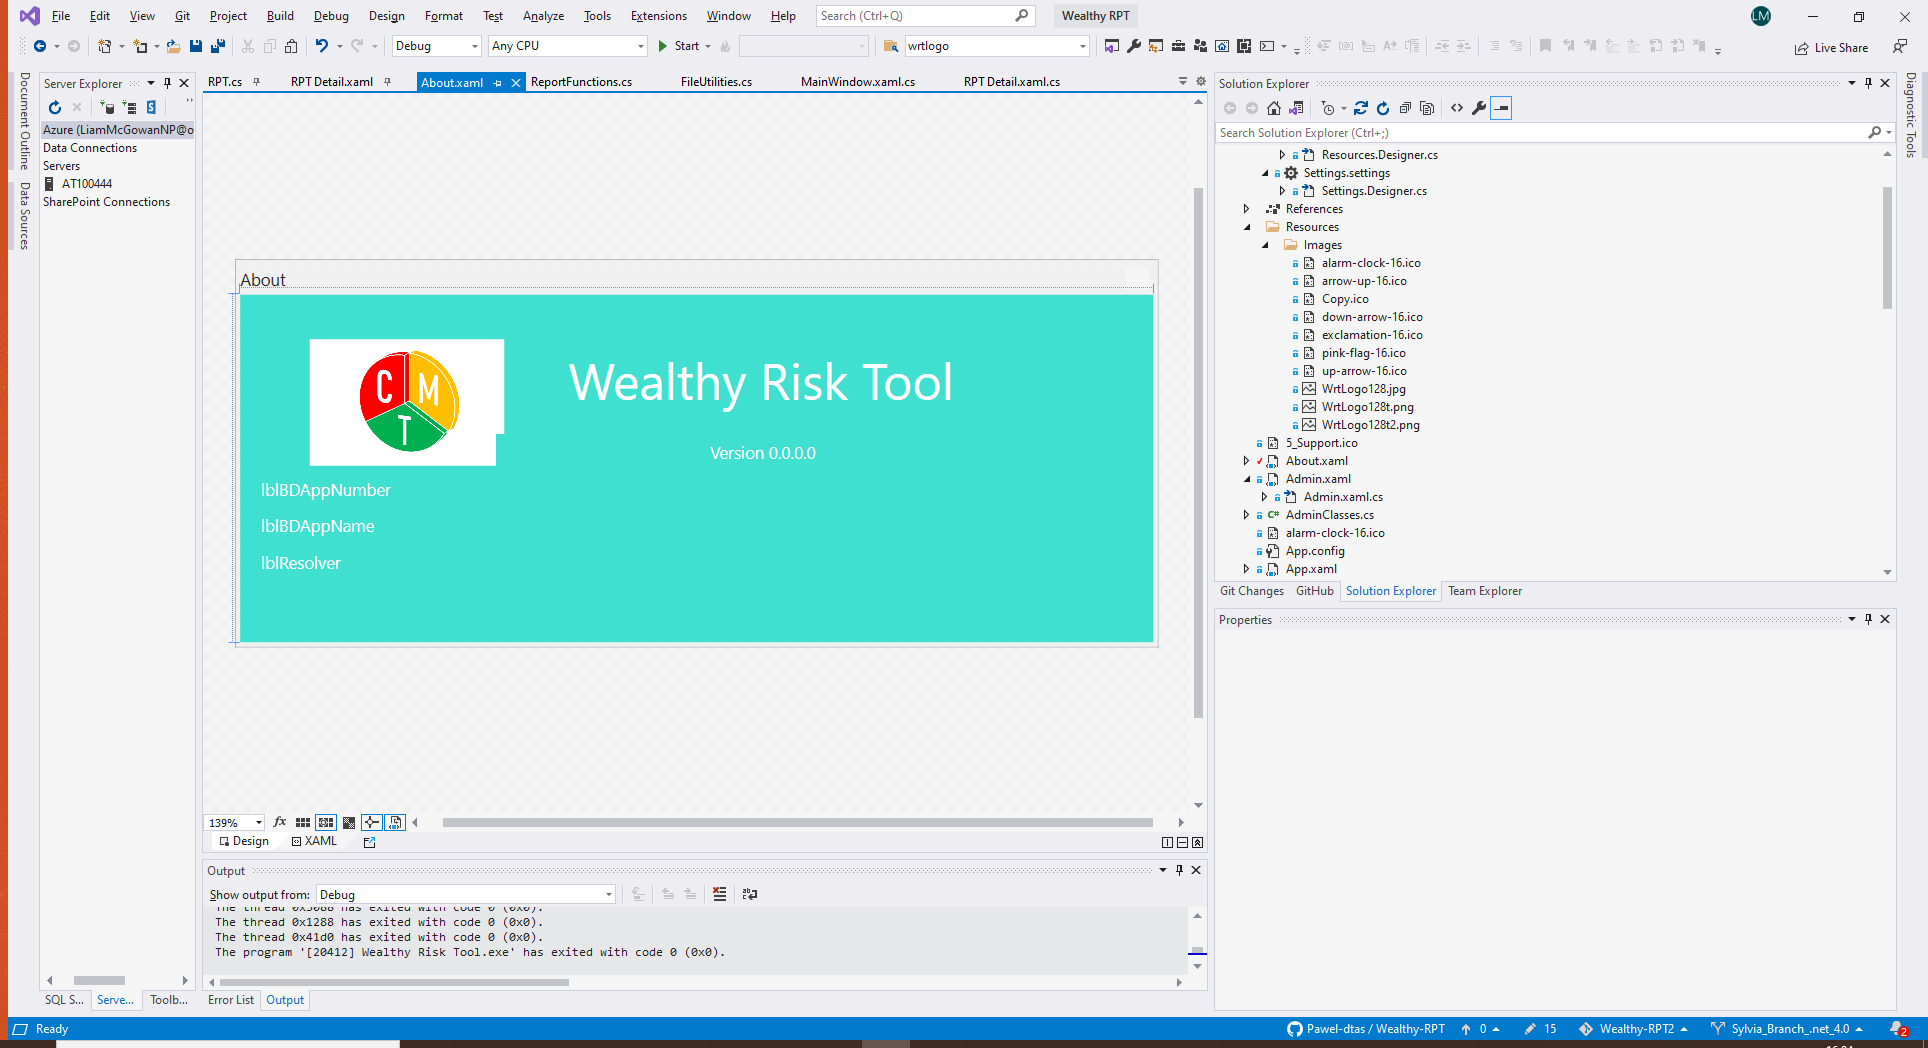 File Edit View Git Project Build Debug Design Format Test Analyze Tools Extensions Window Help Search (Ctrl+Q) Wealthy RPT LM
Debug Any CPU Start wrtlogo Live Share
Document Outline
Data Sources
Server Explorer
Azure (LiamMcGowanNP@o
Data Connections
Servers
AT100444
SharePoint Connections
SQL S... Serve... Toolb...
RPT.cs RPT Detail.xaml About.xaml ReportFunctions.cs FileUtilities.cs MainWindow.xaml.cs RPT Detail.xaml.cs
About
C M T
Wealthy Risk Tool
Version 0.0.0.0
lblBDAppNumber
lblBDAppName
lblResolver
139% fx
Design XAML
Output
Show output from: Debug
The thread 0x5088 has exited with code 0 (0x0).
The thread 0x1288 has exited with code 0 (0x0).
The thread 0x41d0 has exited with code 0 (0x0).
The program '[20412] Wealthy Risk Tool.exe' has exited with code 0 (0x0).
Error List Output
Solution Explorer
Search Solution Explorer (Ctrl+;)
Resources.Designer.cs
Settings.settings
Settings.Designer.cs
References
Resources
Images
alarm-clock-16.ico
arrow-up-16.ico
Copy.ico
down-arrow-16.ico
exclamation-16.ico
pink-flag-16.ico
up-arrow-16.ico
WrtLogo128.jpg
WrtLogo128t.png
WrtLogo128t2.png
5_Support.ico
About.xaml
Admin.xaml
Admin.xaml.cs
AdminClasses.cs
alarm-clock-16.ico
App.config
App.xaml
Git Changes GitHub Solution Explorer Team Explorer
Properties
Diagnostic Tools
Ready Pawel-dtas / Wealthy-RPT 0 15 Wealthy-RPT2 Sylvia_Branch_.net_4.0 2